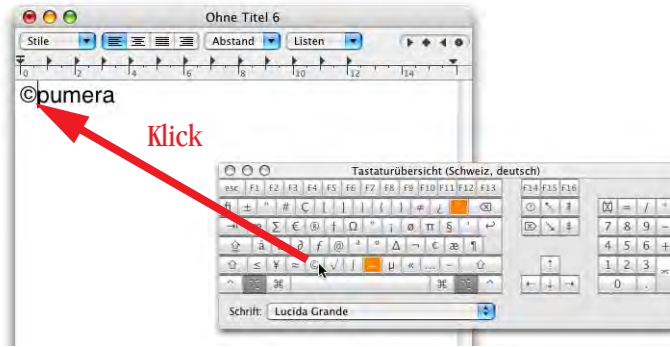 Ohne Titel 6
Stile Abstand Listen
0 2 4 6 8 10 12 14
©pumera
Klick
Tastaturübersicht (Schweiz, deutsch)
esc F1 F2 F3 F4 F5 F6 F7 F8 F9 F10 F11 F12 F13 F14 F15 F16
± " # Ç [ ] | { } ≠ ¿ = / *
Σ € ® † Ω ° ¡ ø π § ' 7 8 9 -
å ∂ ƒ @ ª º Δ ¬ ¢ æ ¶ 4 5 6 +
≤ ¥ ≈ © √ ∫ µ « … – 1 2 3
^ ⌥ ⌘ ⌘ ⌥ ^ 0 .
Schrift: Lucida Grande